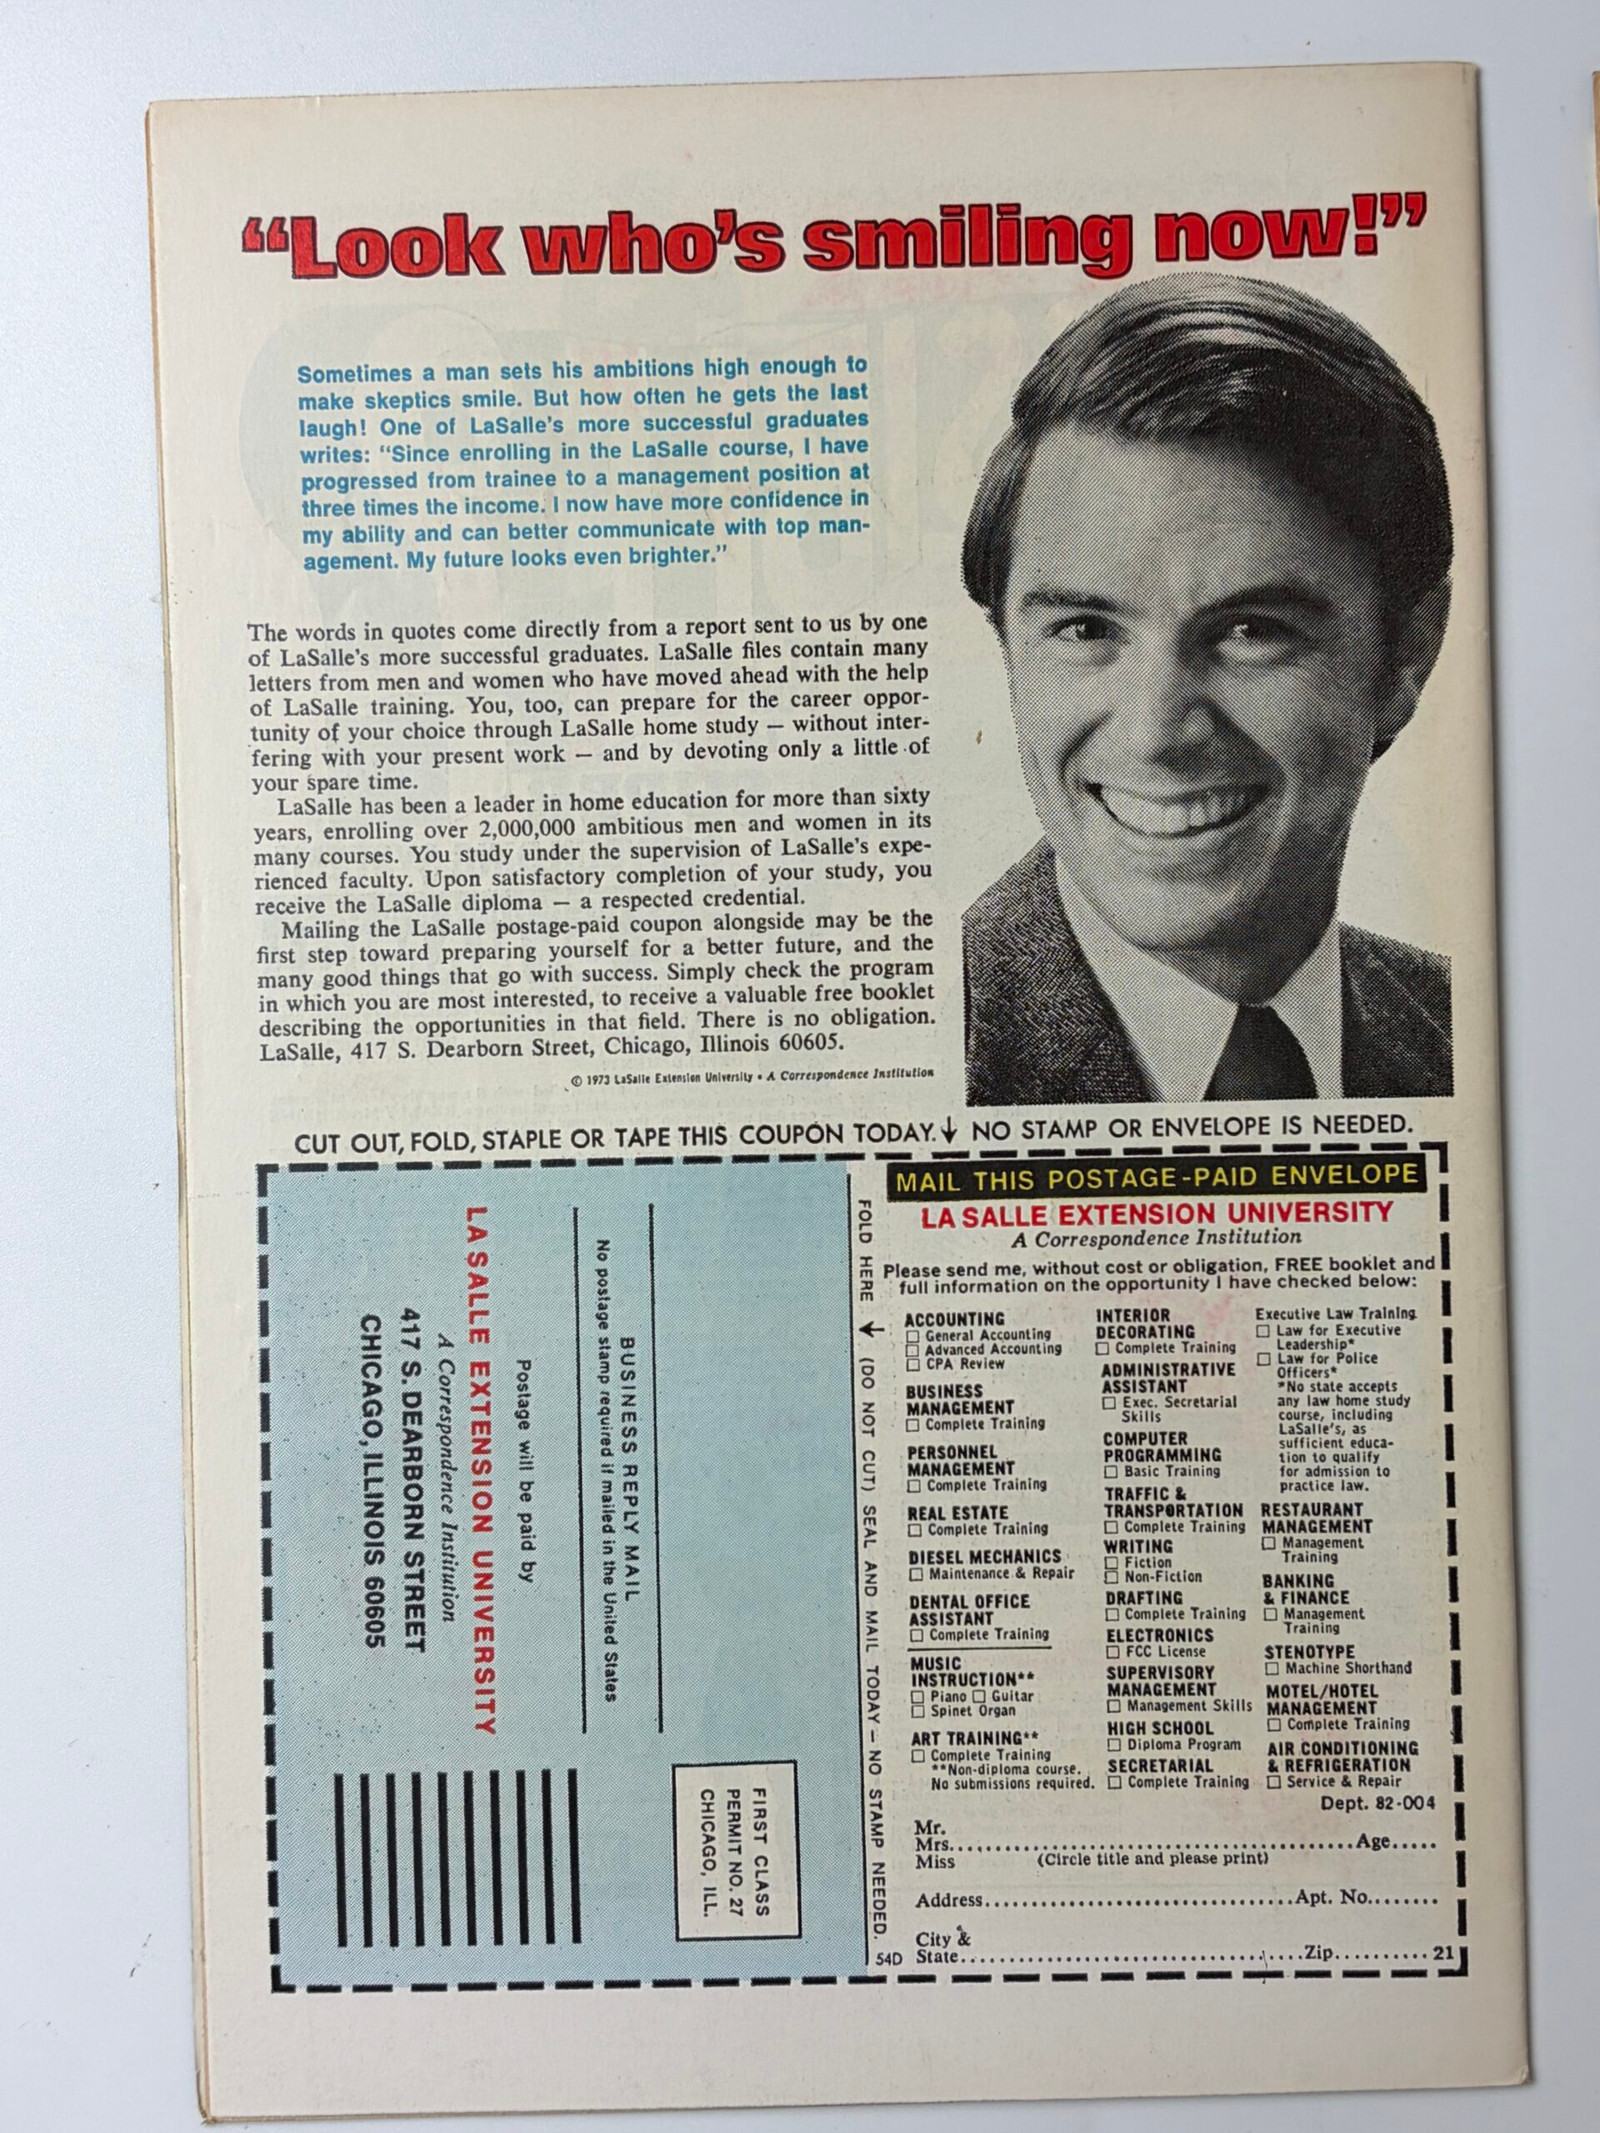 “Look who’s smiling now!”
Sometimes a man sets his ambitions high enough to
make skeptics smile. But how often he gets the last
laugh! One of LaSalle’s more successful graduates
writes: “Since enrolling in the LaSalle course, I have
progressed from trainee to a management position at
three times the income. I now have more confidence in
my ability and can better communicate with top man-
agement. My future looks even brighter.”
The words in quotes come directly from a report sent to us by one
of LaSalle’s more successful graduates. LaSalle files contain many
letters from men and women who have moved ahead with the help
of LaSalle training. You, too, can prepare for the career oppor-
tunity of your choice through LaSalle home study — without inter-
fering with your present work — and by devoting only a little of
your spare time.
LaSalle has been a leader in home education for more than sixty
years, enrolling over 2,000,000 ambitious men and women in its
many courses. You study under the supervision of LaSalle’s expe-
rienced faculty. Upon satisfactory completion of your study, you
receive the LaSalle diploma — a respected credential.
Mailing the LaSalle postage-paid coupon alongside may be the
first step toward preparing yourself for a better future, and the
many good things that go with success. Simply check the program
in which you are most interested, to receive a valuable free booklet
describing the opportunities in that field. There is no obligation.
LaSalle, 417 S. Dearborn Street, Chicago, Illinois 60605.
© 1973 LaSalle Extension University • A Correspondence Institution
CUT OUT, FOLD, STAPLE OR TAPE THIS COUPON TODAY.↓ NO STAMP OR ENVELOPE IS NEEDED.
FIRST CLASS
PERMIT NO. 27
CHICAGO, ILL.
BUSINESS REPLY MAIL
No postage stamp required if mailed in the United States
Postage will be paid by
LA SALLE EXTENSION UNIVERSITY
A Correspondence Institution
417 S. DEARBORN STREET
CHICAGO, ILLINOIS 60605
FOLD HERE → (DO NOT CUT) SEAL AND MAIL TODAY – NO STAMP NEEDED.
MAIL THIS POSTAGE-PAID ENVELOPE
LA SALLE EXTENSION UNIVERSITY
A Correspondence Institution
Please send me, without cost or obligation, FREE booklet and
full information on the opportunity I have checked below:
ACCOUNTING
☐ General Accounting
☐ Advanced Accounting
☐ CPA Review
BUSINESS
MANAGEMENT
☐ Complete Training
PERSONNEL
MANAGEMENT
☐ Complete Training
REAL ESTATE
☐ Complete Training
DIESEL MECHANICS
☐ Maintenance & Repair
DENTAL OFFICE
ASSISTANT
☐ Complete Training
MUSIC
INSTRUCTION**
☐ Piano ☐ Guitar
☐ Spinet Organ
ART TRAINING**
☐ Complete Training
**Non-diploma course.
No submissions required.
INTERIOR
DECORATING
☐ Complete Training
ADMINISTRATIVE
ASSISTANT
☐ Exec. Secretarial
Skills
COMPUTER
PROGRAMMING
☐ Basic Training
TRAFFIC &
TRANSPORTATION
☐ Complete Training
WRITING
☐ Fiction
☐ Non-Fiction
DRAFTING
☐ Complete Training
ELECTRONICS
☐ FCC License
SUPERVISORY
MANAGEMENT
☐ Management Skills
HIGH SCHOOL
☐ Diploma Program
SECRETARIAL
☐ Complete Training
Executive Law Training
☐ Law for Executive
Leadership*
☐ Law for Police
Officers*
*No state accepts
any law home study
course, including
LaSalle’s, as
sufficient educa-
tion to qualify
for admission to
practice law.
RESTAURANT
MANAGEMENT
☐ Management
Training
BANKING
& FINANCE
☐ Management
Training
STENOTYPE
☐ Machine Shorthand
MOTEL/HOTEL
MANAGEMENT
☐ Complete Training
AIR CONDITIONING
& REFRIGERATION
☐ Service & Repair
Dept. 82-004
Mr.
Mrs.......................................................Age......
Miss (Circle title and please print)
Address..........................................Apt. No.........
City &
State..............................................Zip...........21
54D